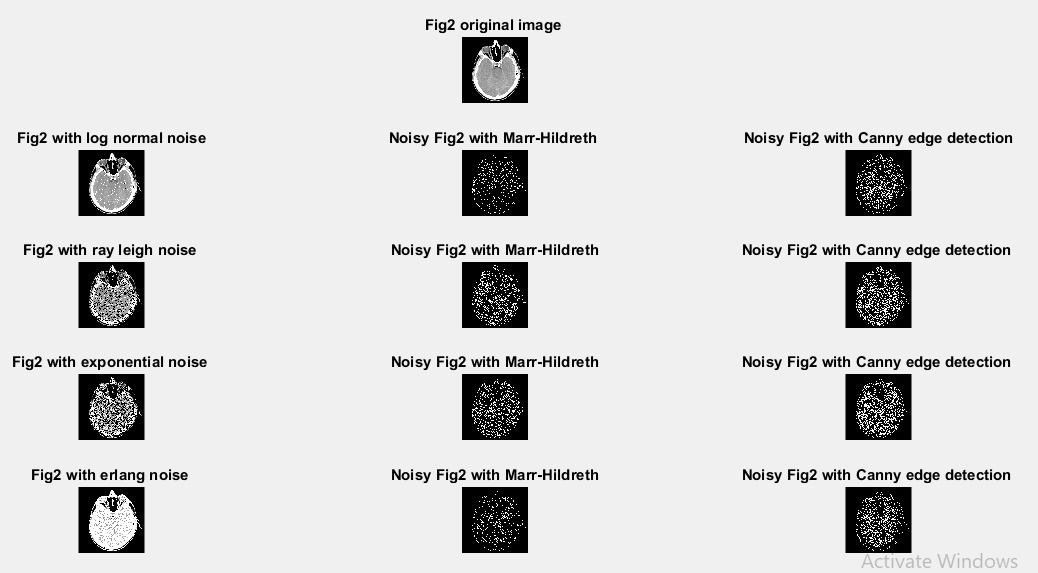 Fig2 original image
Fig2 with log normal noise
Noisy Fig2 with Marr-Hildreth
Noisy Fig2 with Canny edge detection
Fig2 with ray leigh noise
Noisy Fig2 with Marr-Hildreth
Noisy Fig2 with Canny edge detection
Fig2 with exponential noise
Noisy Fig2 with Marr-Hildreth
Noisy Fig2 with Canny edge detection
Fig2 with erlang noise
Noisy Fig2 with Marr-Hildreth
Noisy Fig2 with Canny edge detection
Activate Windows